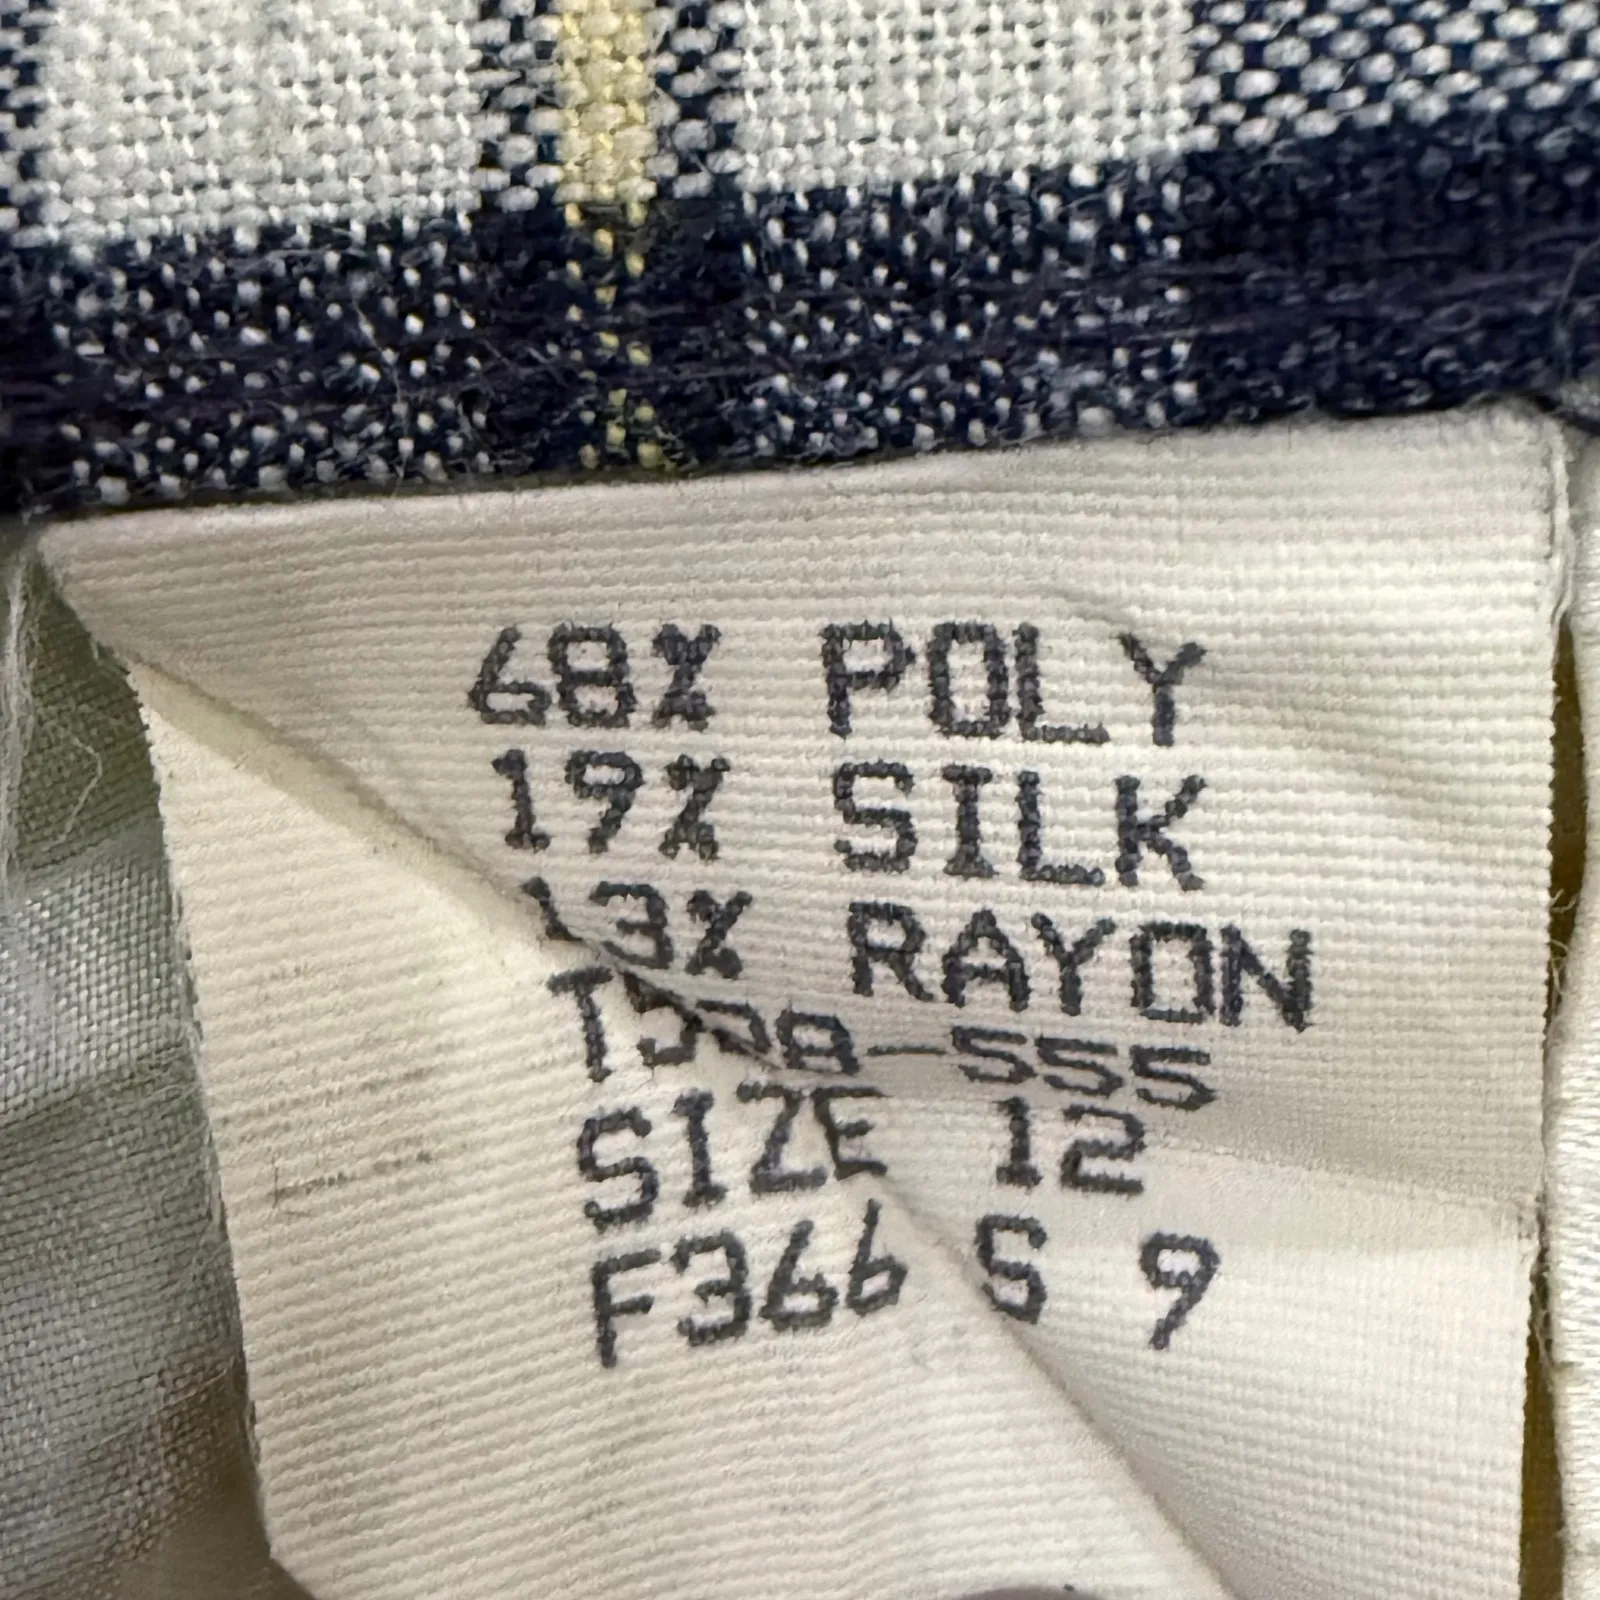 68% POLY
19% SILK
13% RAYON
SIZE 12
F366 S 9